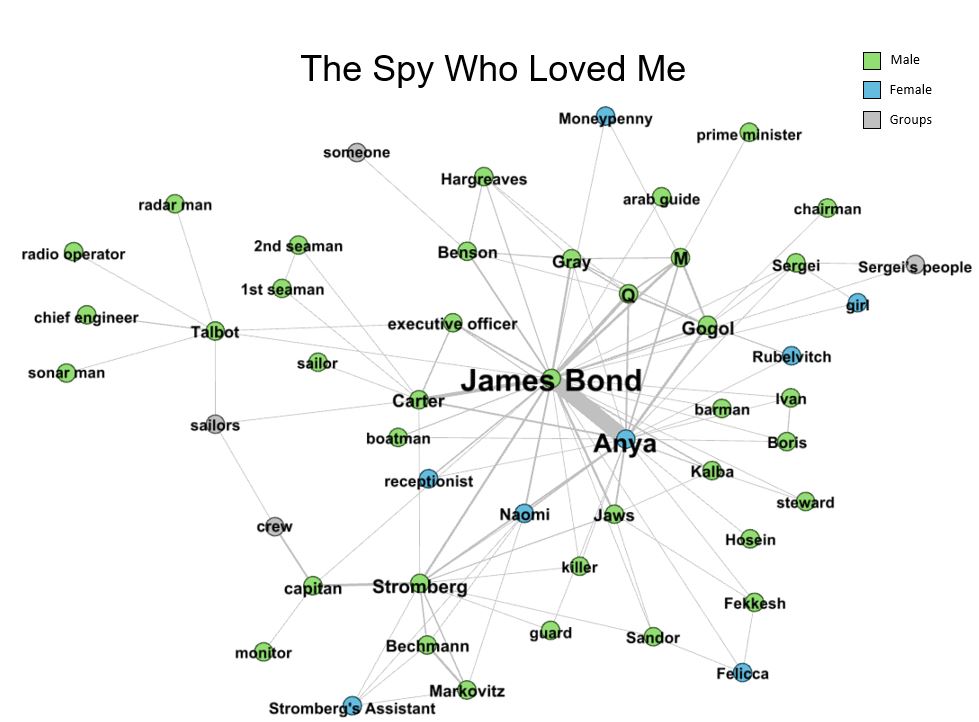 The Spy Who Loved Me
Male
Female
Groups
Moneypenny
prime minister
someone
Hargreaves
arab guide
radar man
chairman
2nd seaman
radio operator
Benson
Gray
M
Sergei
Sergei's people
1st seaman
Q
girl
chief engineer
Talbot
executive officer
Gogol
Rubelvitch
sailor
sonar man
James Bond
Carter
barman
Ivan
sailors
boatman
Anya
Boris
receptionist
Kalba
steward
Naomi
Jaws
crew
Hosein
killer
capitan
Stromberg
Fekkesh
guard
Sandor
monitor
Bechmann
Felicca
Markovitz
Stromberg's Assistant